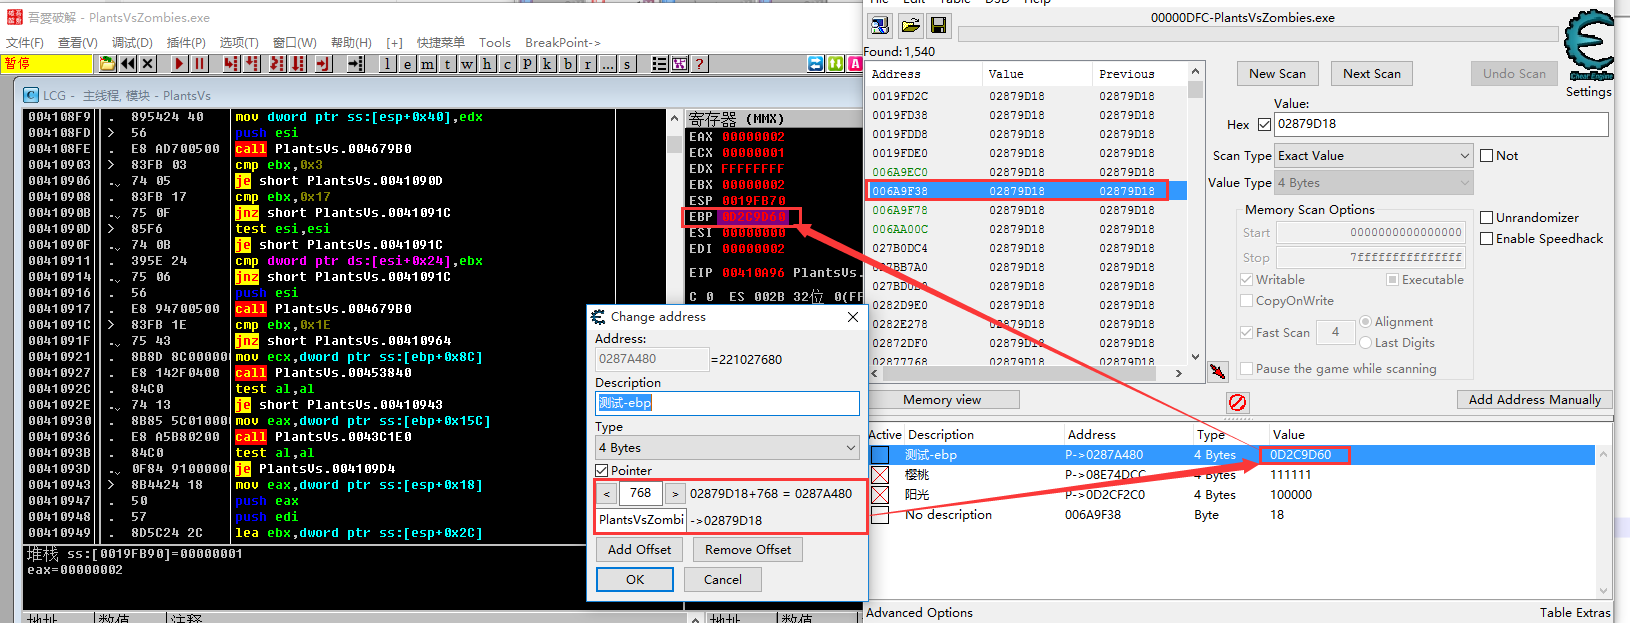 吾愛破解 - PlantsVsZombies.exe
文件(F) 查看(V) 调试(D) 插件(P) 选项(T) 窗口(W) 帮助(H) [+] 快捷菜单 Tools BreakPoint->
暂停 l e m t w h c p k b r ... s ?
LCG - 主线程, 模块 - PlantsVs
004108F9 . 895424 40 mov dword ptr ss:[esp+0x40],edx
004108FD > 56 push esi
004108FE . E8 AD700500 call PlantsVs.004679B0
00410903 > 83FB 03 cmp ebx,0x3
00410906 . 74 05 je short PlantsVs.0041090D
00410908 . 83FB 17 cmp ebx,0x17
0041090B . 75 0F jnz short PlantsVs.0041091C
0041090D > 85F6 test esi,esi
0041090F . 74 0B je short PlantsVs.0041091C
00410911 . 395E 24 cmp dword ptr ds:[esi+0x24],ebx
00410914 . 75 06 jnz short PlantsVs.0041091C
00410916 . 56 push esi
00410917 . E8 94700500 call PlantsVs.004679B0
0041091C > 83FB 1E cmp ebx,0x1E
0041091F . 75 43 jnz short PlantsVs.00410964
00410921 . 8B8D 8C00000 mov ecx,dword ptr ss:[ebp+0x8C]
00410927 . E8 142F0400 call PlantsVs.00453840
0041092C . 84C0 test al,al
0041092E . 74 13 je short PlantsVs.00410943
00410930 . 8B85 5C01000 mov eax,dword ptr ss:[ebp+0x15C]
00410936 . E8 A5B80200 call PlantsVs.0043C1E0
0041093B . 84C0 test al,al
0041093D . 0F84 9100000 je PlantsVs.004109D4
00410943 > 8B4424 18 mov eax,dword ptr ss:[esp+0x18]
00410947 . 50 push eax
00410948 . 57 push edi
00410949 . 8D5C24 2C lea ebx,dword ptr ss:[esp+0x2C]
堆栈 ss:[0019FB90]=00000001
eax=00000002
地址 数值 注释
地址 数值
寄存器 (MMX)
EAX 00000002
ECX 00000001
EDX FFFFFFFF
EBX 00000002
ESP 0019FB70
EBP 0D2C9D60
ESI 00000000
EDI 00000002
EIP 00410A96 PlantsVs.
C 0 ES 002B 32位 0(FF
Change address
Address:
0287A480 =221027680
Description
测试-ebp
Type
4 Bytes
Pointer
< 768 > 02879D18+768 = 0287A480
PlantsVsZombi ->02879D18
Add Offset Remove Offset
OK Cancel
File Edit Table D3D Help
00000DFC-PlantsVsZombies.exe
Found: 1,540
Address Value Previous
0019FD2C 02879D18 02879D18
0019FD38 02879D18 02879D18
0019FDD8 02879D18 02879D18
0019FDE0 02879D18 02879D18
006A9EC0 02879D18 02879D18
006A9F38 02879D18 02879D18
006A9F78 02879D18 02879D18
006AA00C 02879D18 02879D18
027B0DC4 02879D18 02879D18
027BB7A0 02879D18 02879D18
02879D18 02879D18
0282D9E0 02879D18 02879D18
0282E278 02879D18 02879D18
02872DF0 02879D18 02879D18
02877768 02879D18 02879D18
New Scan Next Scan Undo Scan
Cheat Engine
Settings
Value:
Hex 02879D18
Scan Type Exact Value Not
Value Type 4 Bytes
Memory Scan Options
Start 0000000000000000
Stop 7fffffffffffffff
Writable Executable
CopyOnWrite
Fast Scan 4 Alignment
Last Digits
Pause the game while scanning
Unrandomizer
Enable Speedhack
Memory view Add Address Manually
Active Description Address Type Value
测试-ebp P->0287A480 4 Bytes 0D2C9D60
樱桃 P->08E74DCC 4 Bytes 111111
阳光 P->0D2CF2C0 4 Bytes 100000
No description 006A9F38 Byte 18
Advanced Options Table Extras